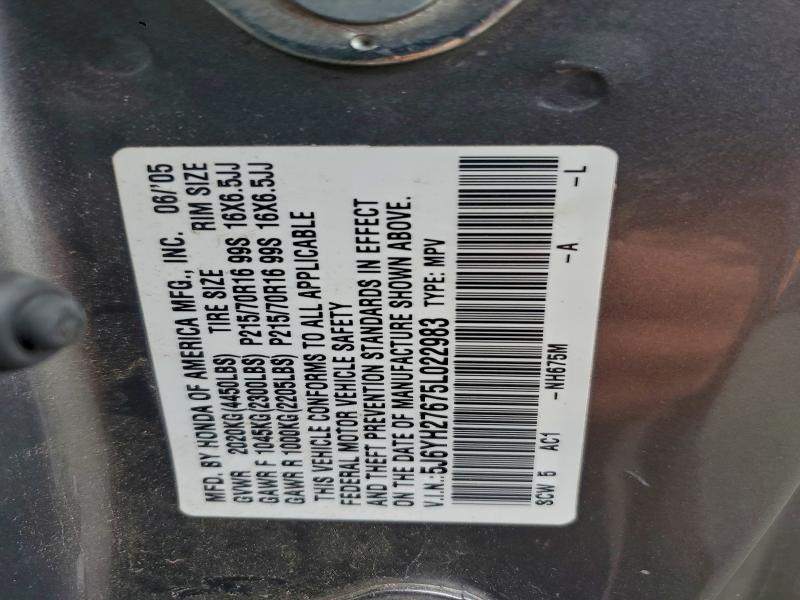 MFD. BY HONDA OF AMERICA MFG., INC. 06/'05
GVWR 2020KG(4450LBS) TIRE SIZE RIM SIZE
GAWR F 1045KG(2300LBS) P215/70R16 99S 16X6.5JJ
GAWR R 1000KG(2205LBS) P215/70R16 99S 16X6.5JJ
THIS VEHICLE CONFORMS TO ALL APPLICABLE
FEDERAL MOTOR VEHICLE SAFETY
AND THEFT PREVENTION STANDARDS IN EFFECT
ON THE DATE OF MANUFACTURE SHOWN ABOVE.
V.I.N.:5J6YH27675L022983 TYPE: MPV
SCW 5 AC1 -NH675M -A -L